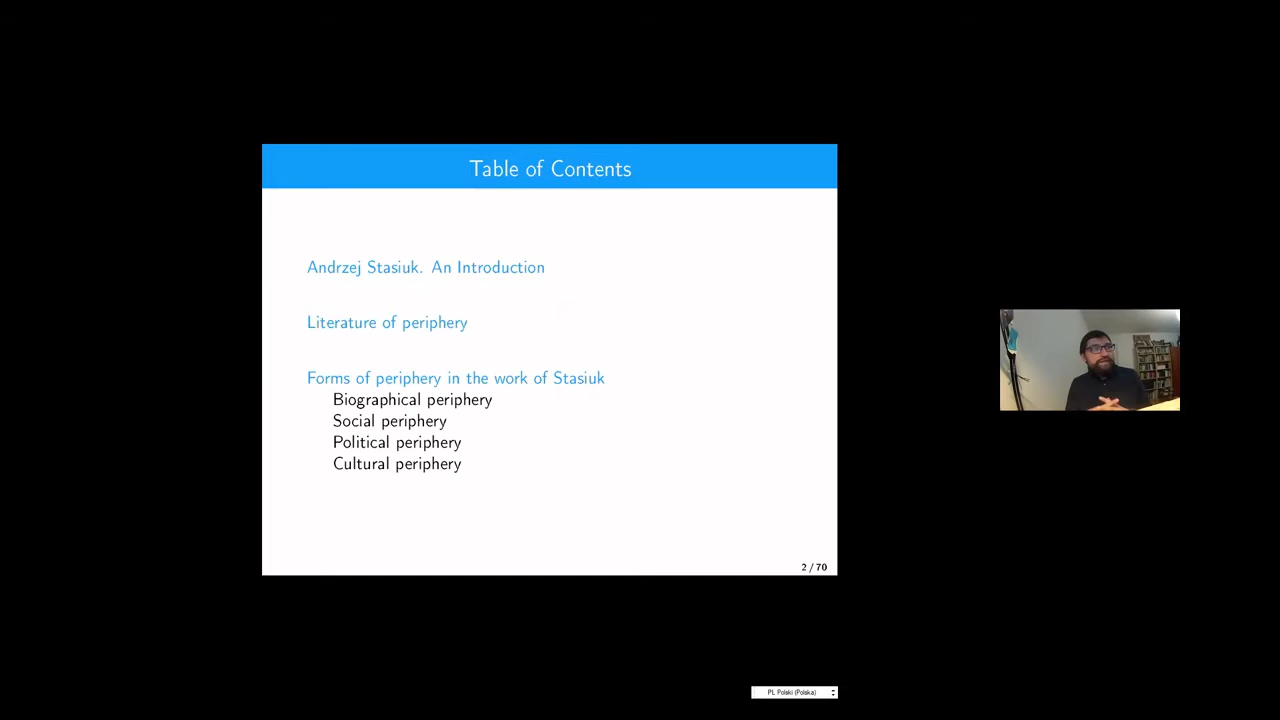 Table of Contents
Andrzej Stasiuk. An Introduction
Literature of periphery
Forms of periphery in the work of Stasiuk
Biographical periphery
Social periphery
Political periphery
Cultural periphery
2 / 70
PL Polski (Polska)